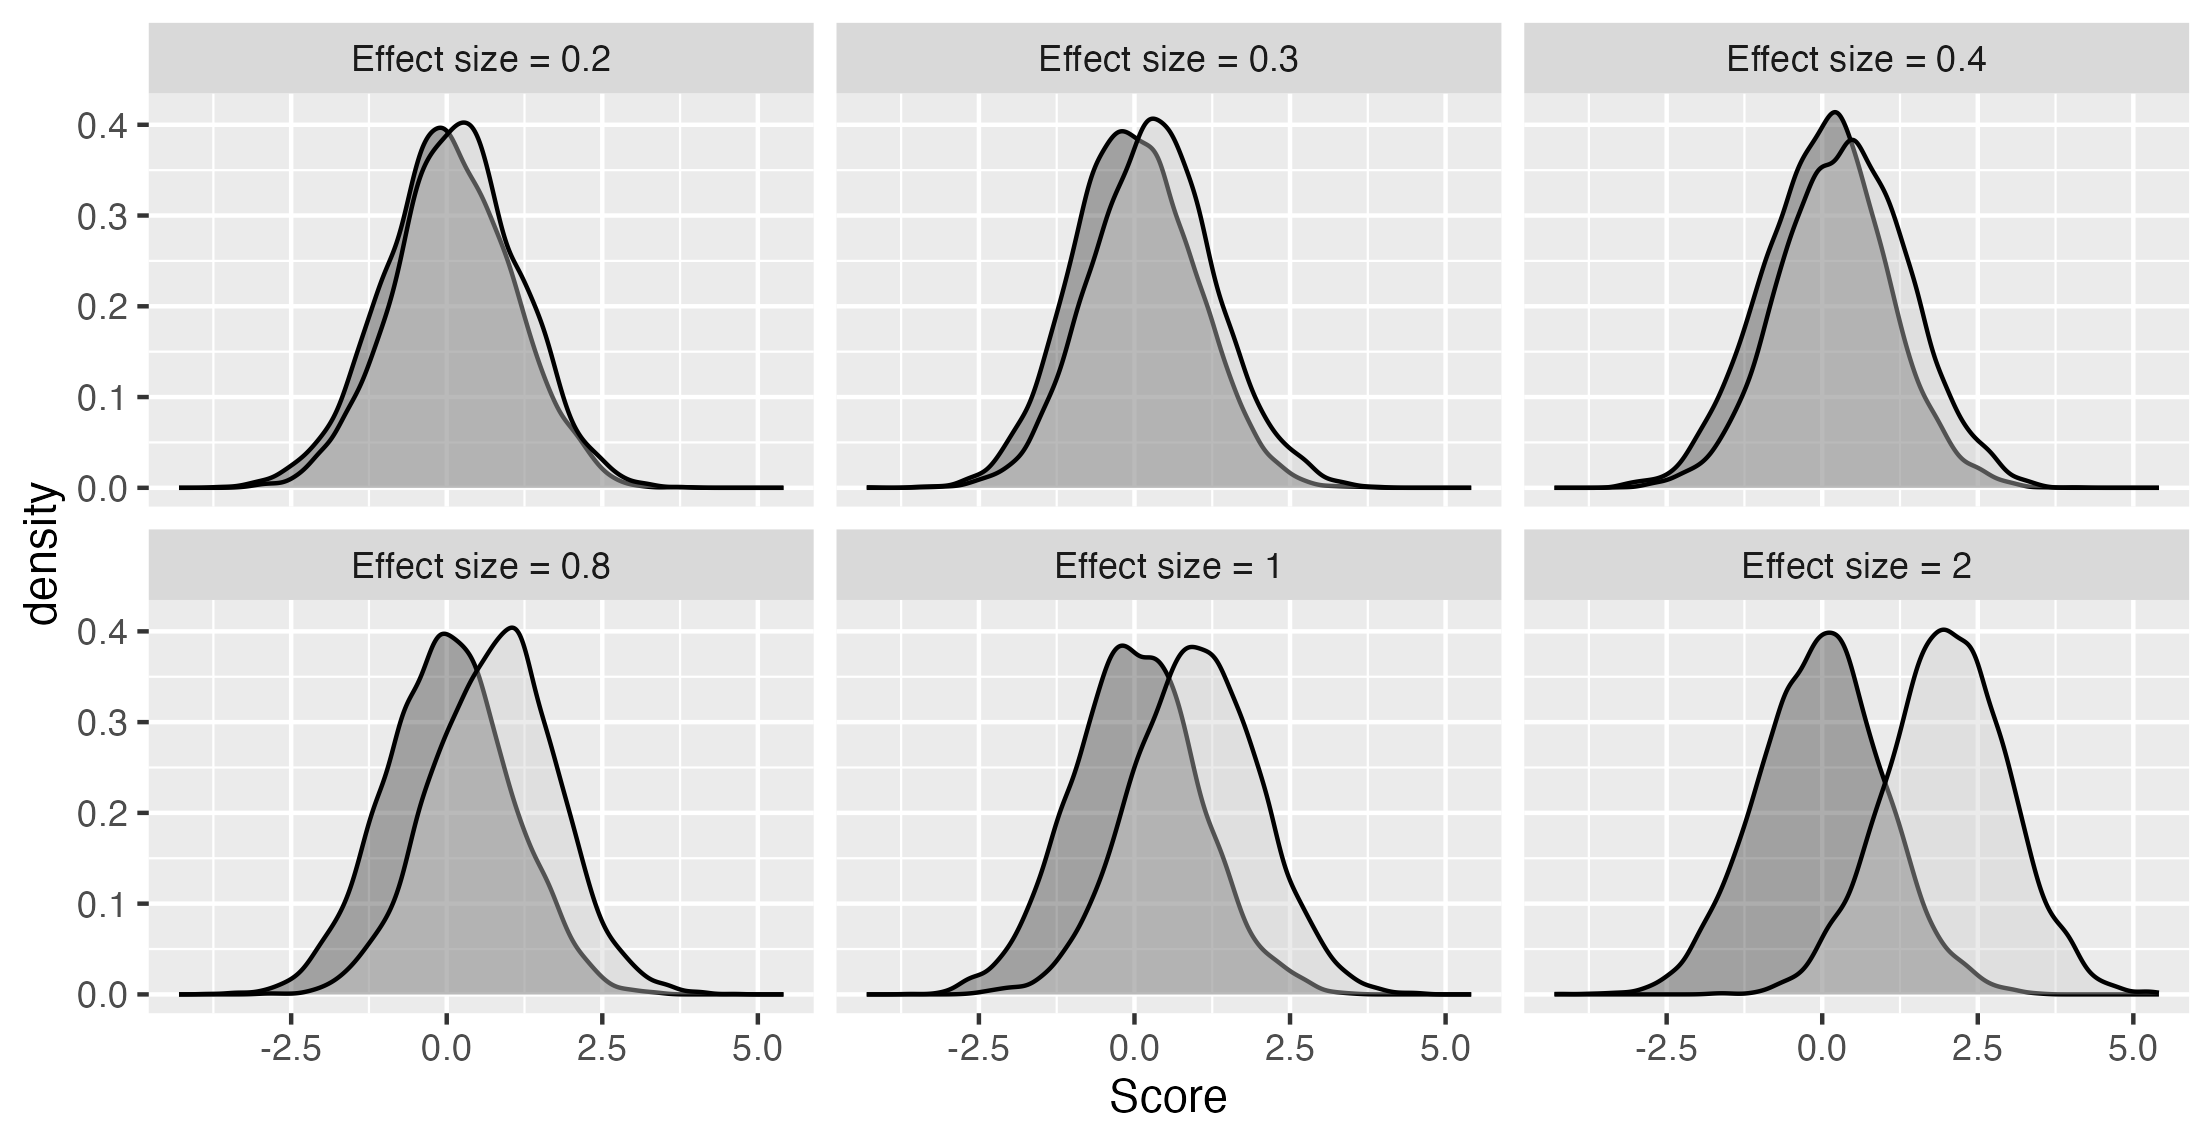 Effect size = 0.2
Effect size = 0.3
Effect size = 0.4
0.4
0.3
0.2
0.1
0.0
density
Effect size = 0.8
Effect size = 1
Effect size = 2
0.4
0.3
0.2
0.1
0.0
-2.5 0.0 2.5 5.0
-2.5 0.0 2.5 5.0
-2.5 0.0 2.5 5.0
Score